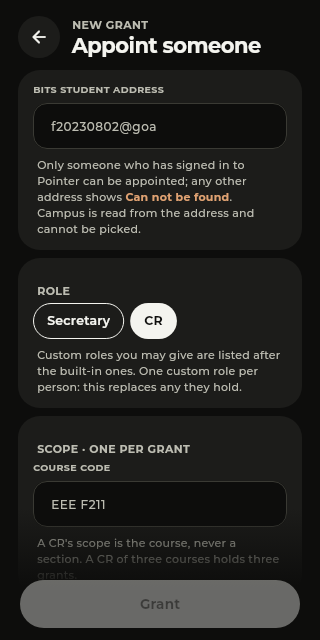 NEW GRANT
Appoint someone
BITS STUDENT ADDRESS
f20230802@goa
Only someone who has signed in to
Pointer can be appointed; any other
address shows Can not be found.
Campus is read from the address and
cannot be picked.
ROLE
Secretary
CR
Custom roles you may give are listed after
the built-in ones. One custom role per
person: this replaces any they hold.
SCOPE · ONE PER GRANT
COURSE CODE
EEE F211
A CR's scope is the course, never a
section. A CR of three courses holds three
grants.
Grant